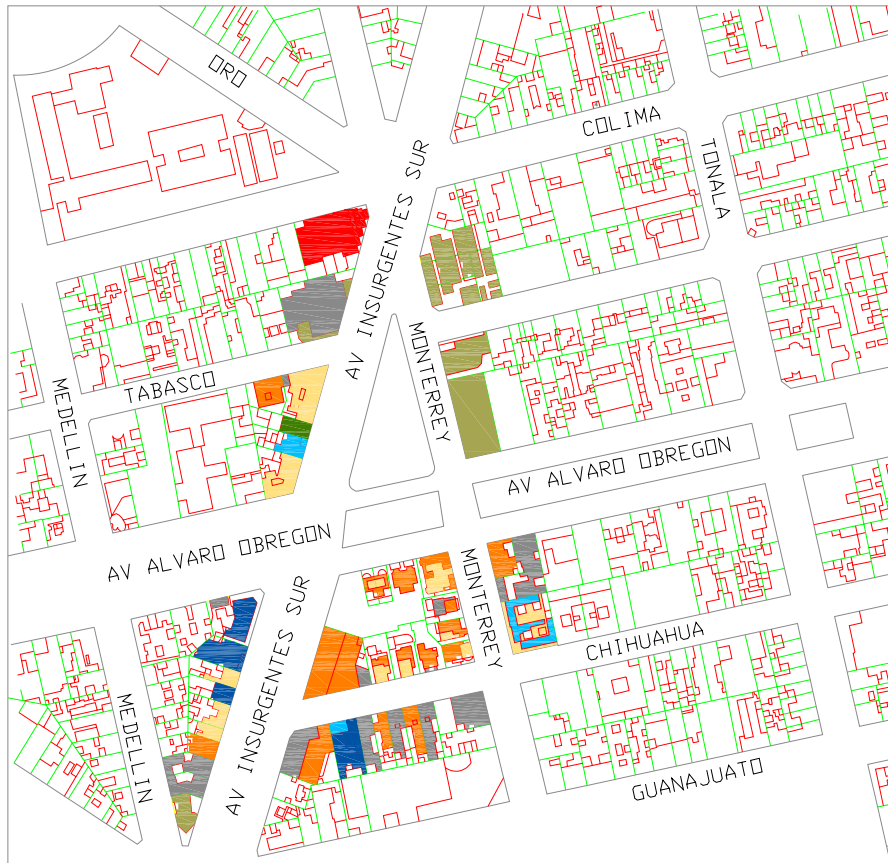 ORO
COLIMA
TONALA
AV INSURGENTES SUR
MONTERREY
TABASCO
MEDELLIN
AV ALVARO OBREGON
AV ALVARO OBREGON
MONTERREY
AV INSURGENTES SUR
CHIHUAHUA
MEDELLIN
GUANAJUATO